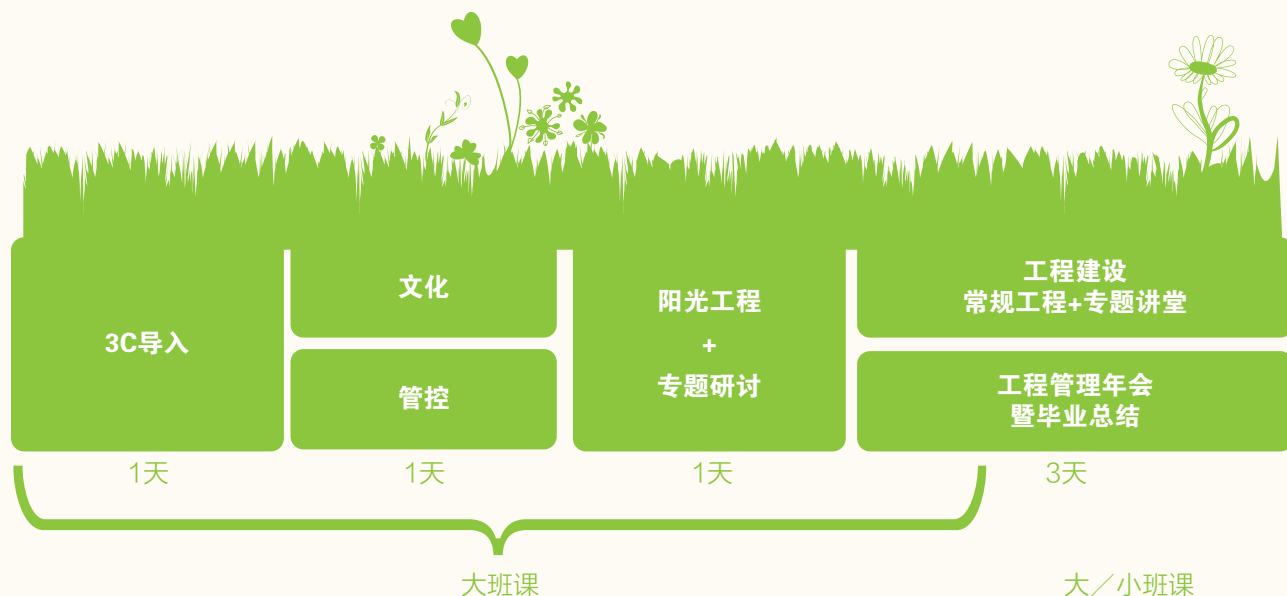 3C导入
文化
管控
阳光工程
+
专题研讨
工程建设
常规工程+专题讲堂
工程管理年会
暨毕业总结
1天
1天
1天
3天
大班课
大／小班课